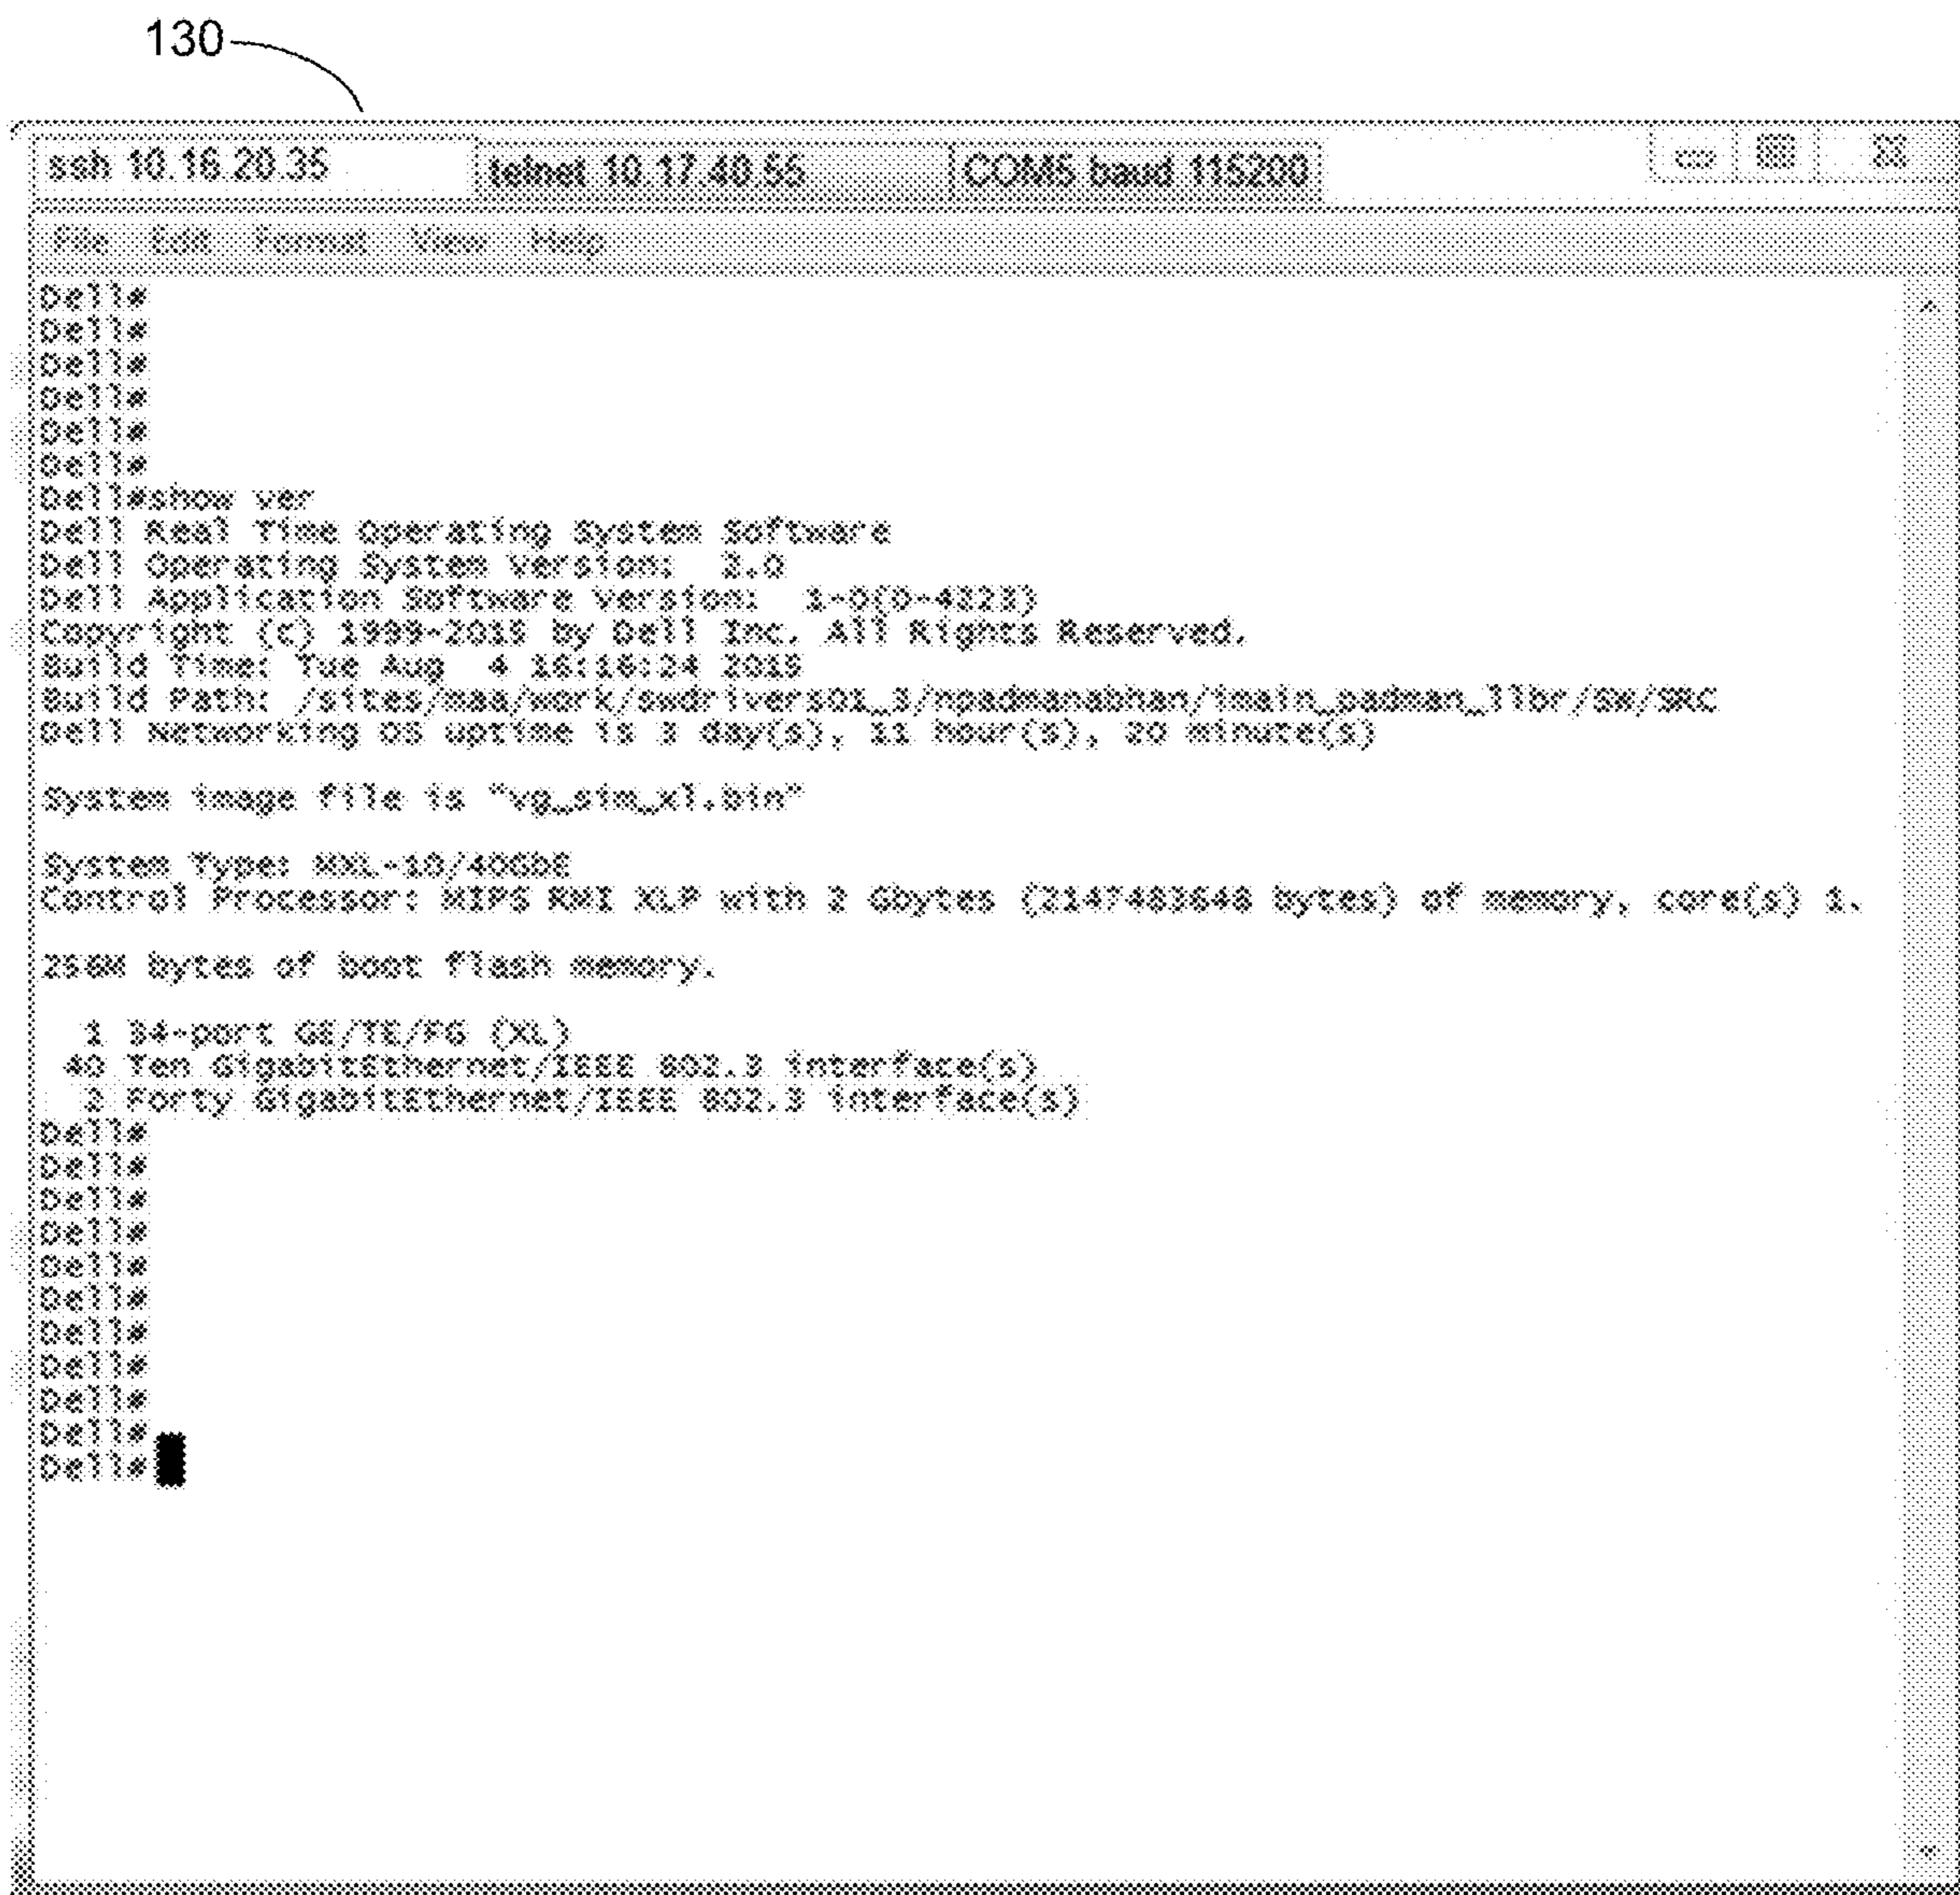 130
ssh 10.16.20.35
telnet 10.17.40.55
COM5 baud 115200
File Edit Format View Help
Dell#
Dell#
Dell#
Dell#
Dell#
Dell#
Dell#show ver
Dell Real Time Operating System Software
Dell Operating System Version: 2.0
Dell Application Software Version: 1-0(0-4323)
Copyright (c) 1999-2015 by Dell Inc. All Rights Reserved.
Build Time: Tue Aug 4 16:16:24 2015
Build Path: /sites/maa/work/swdrivers01_3/npadmanabhan/imain_padman_llbr/SW/SRC
Dell Networking OS uptime is 3 day(s), 11 hour(s), 20 minute(s)
System image file is "vg_sim_xl.bin"
System Type: MXL-10/40GbE
Control Processor: MIPS RMI XLP with 2 Gbytes (2147483648 bytes) of memory, core(s) 1.
256M bytes of boot flash memory.
1 34-port GE/TE/FG (XL)
40 Ten GigabitEthernet/IEEE 802.3 interface(s)
2 Forty GigabitEthernet/IEEE 802.3 interface(s)
Dell#
Dell#
Dell#
Dell#
Dell#
Dell#
Dell#
Dell#
Dell#
Dell#
Dell#